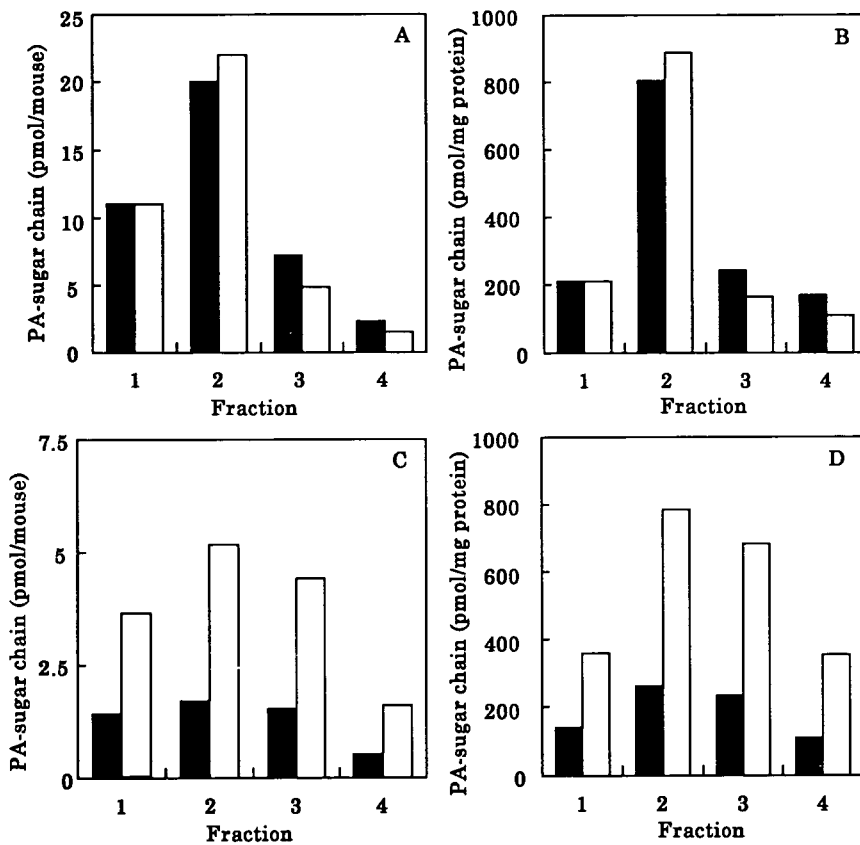 A
PA-sugar chain (pmol/mouse)
25
20
15
10
5
0
1 2 3 4
Fraction
B
PA-sugar chain (pmol/mg protein)
1000
800
600
400
200
0
1 2 3 4
Fraction
C
PA-sugar chain (pmol/mouse)
7.5
5
2.5
0
1 2 3 4
Fraction
D
PA-sugar chain (pmol/mg protein)
1000
800
600
400
200
0
1 2 3 4
Fraction